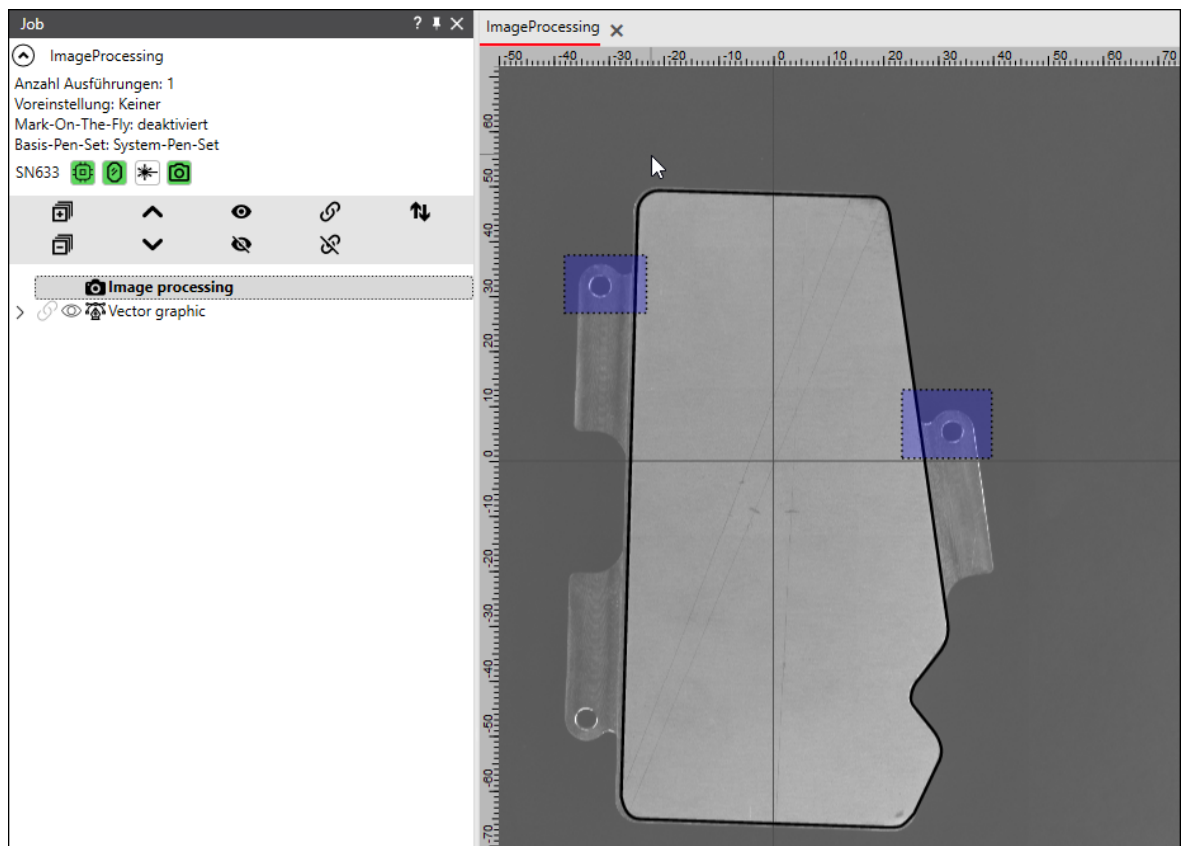 Job
?
ImageProcessing
Anzahl Ausführungen: 1
Voreinstellung: Keiner
Mark-On-The-Fly: deaktiviert
Basis-Pen-Set: System-Pen-Set
SN633
Image processing
Vector graphic
ImageProcessing
-50 -40 -30 -20 -10 0 10 20 30 40 50 60 70
60
50
40
30
20
10
0
-10
-20
-30
-40
-50
-60
-70